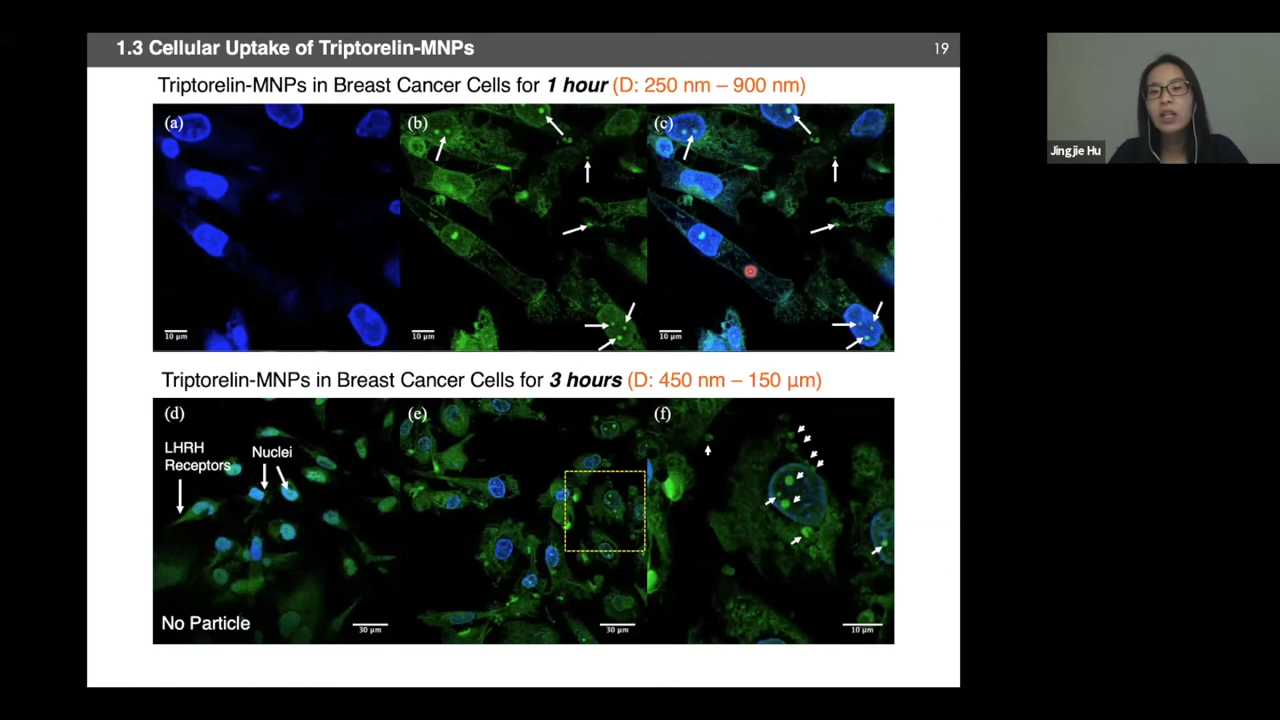 1.3 Cellular Uptake of Triptorelin-MNPs
19
Triptorelin-MNPs in Breast Cancer Cells for 1 hour (D: 250 nm – 900 nm)
(a)
(b)
(c)
10 μm
10 μm
10 μm
Triptorelin-MNPs in Breast Cancer Cells for 3 hours (D: 450 nm – 150 μm)
(d)
(e)
(f)
LHRH
Receptors
Nuclei
No Particle
30 μm
30 μm
10 μm
Jingjie Hu